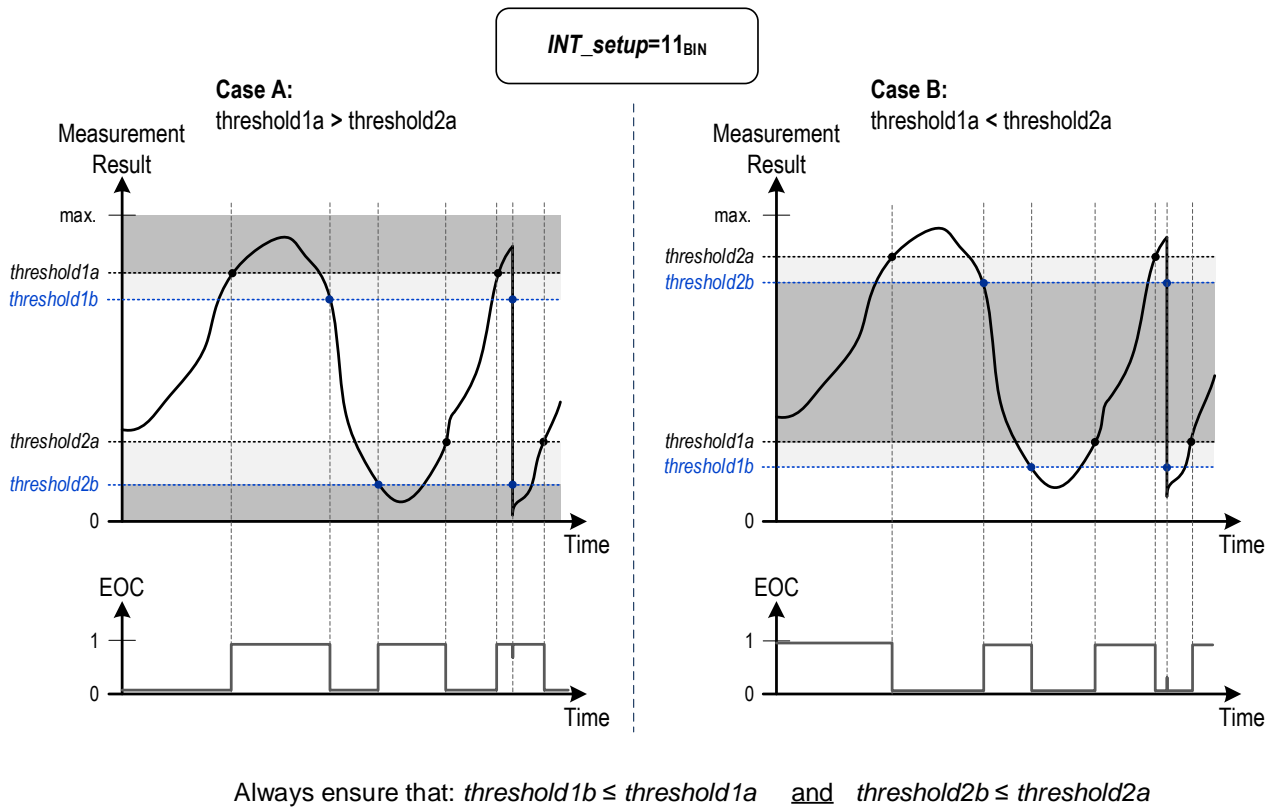 INT_setup=11BIN
Case A:
threshold1a > threshold2a
Measurement
Result
max.
threshold1a
threshold1b
threshold2a
threshold2b
0
Time
EOC
1
0
Time
Case B:
threshold1a < threshold2a
Measurement
Result
max.
threshold2a
threshold2b
threshold1a
threshold1b
0
Time
EOC
1
0
Time
Always ensure that: threshold1b ≤ threshold1a and threshold2b ≤ threshold2a